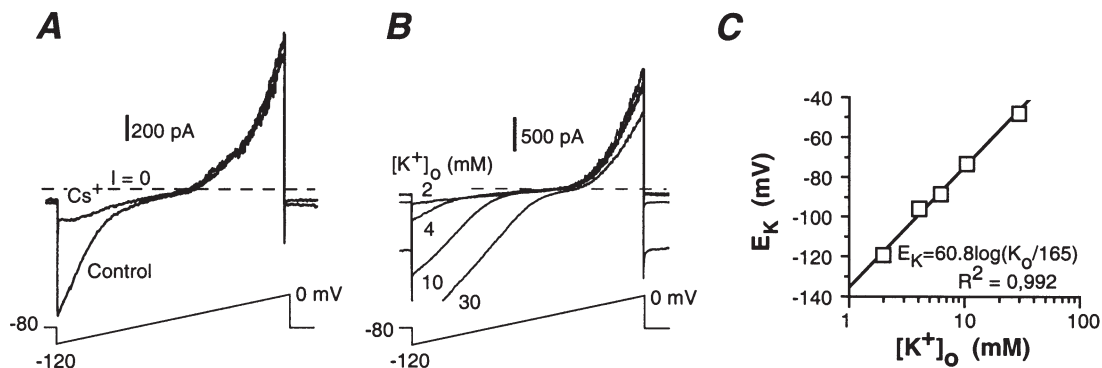 A
200 pA
I = 0
Cs⁺
Control
0 mV
-80
-120
B
500 pA
[K⁺]ₒ (mM)
2
4
10
30
0 mV
-80
-120
C
-40
-60
-80
-100
-120
-140
E_K (mV)
E_K=60.8log(Kₒ/165)
R² = 0,992
1 10 100
[K⁺]ₒ (mM)